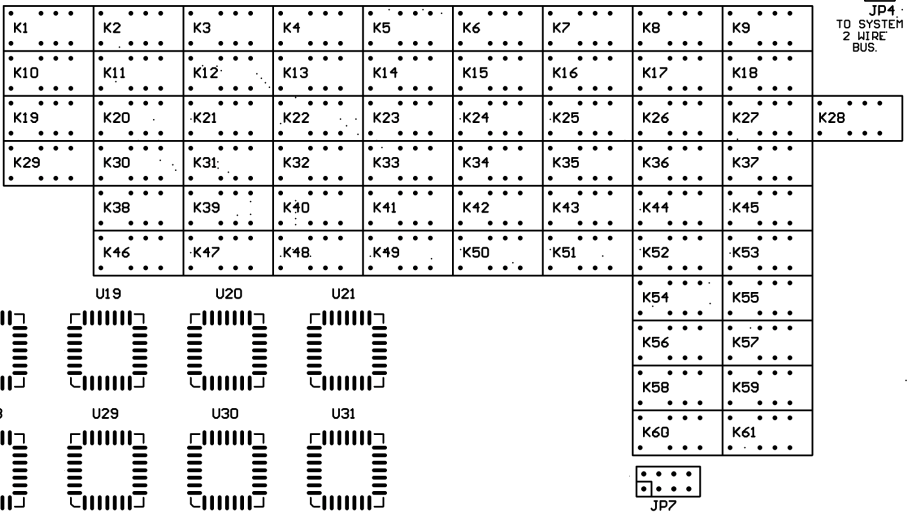 K1 K2 K3 K4 K5 K6 K7 K8 K9
JP4
TO SYSTEM
2 WIRE
BUS.
K10 K11 K12 K13 K14 K15 K16 K17 K18
K19 K20 K21 K22 K23 K24 K25 K26 K27 K28
K29 K30 K31 K32 K33 K34 K35 K36 K37
K38 K39 K40 K41 K42 K43 K44 K45
K46 K47 K48 K49 K50 K51 K52 K53
U19 U20 U21
K54 K55
K56 K57
K58 K59
U29 U30 U31
K60 K61
JP7